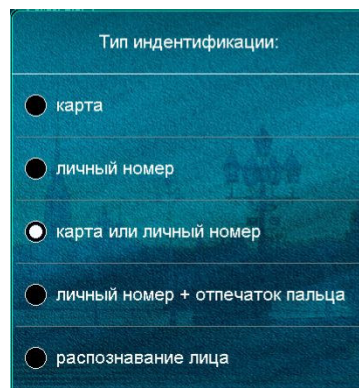 Тип индентификации:
карта
личный номер
карта или личный номер
личный номер + отпечаток пальца
распознавание лица